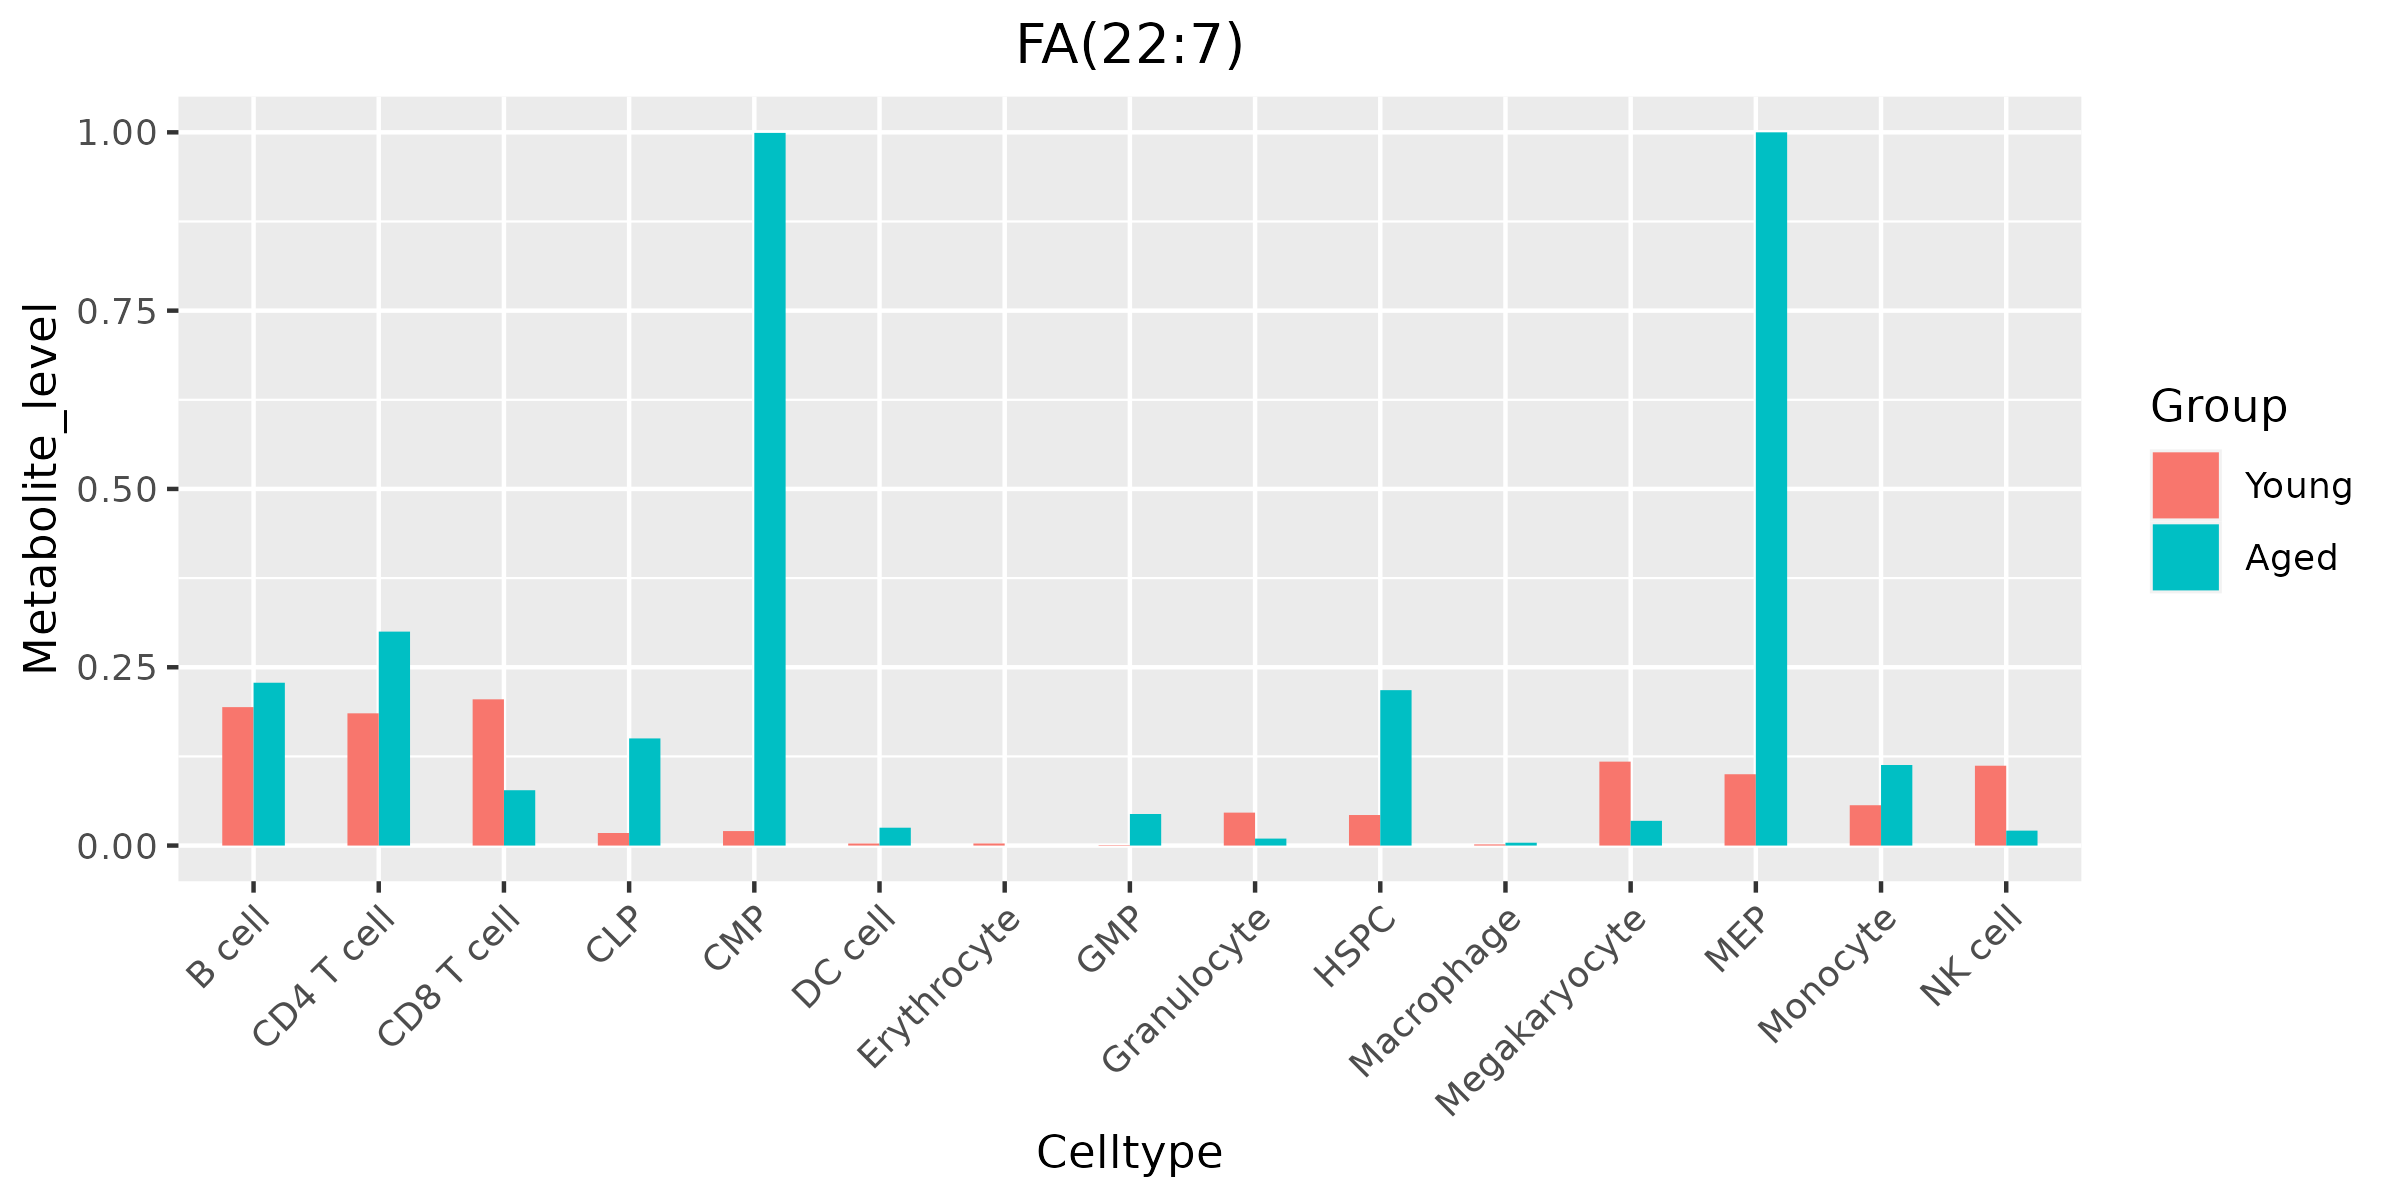 FA(22:7)
Metabolite_level
1.00
0.75
0.50
0.25
0.00
B cell
CD4 T cell
CD8 T cell
CLP
CMP
DC cell
Erythrocyte
GMP
Granulocyte
HSPC
Macrophage
Megakaryocyte
MEP
Monocyte
NK cell
Celltype
Group
Young
Aged